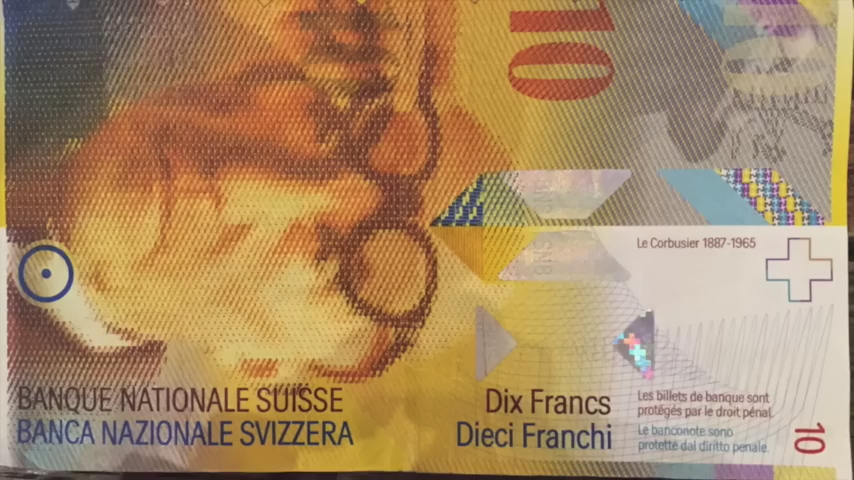 10
SNB
Le Corbusier 1887-1965
BANQUE NATIONALE SUISSE
BANCA NAZIONALE SVIZZERA
Dix Francs
Dieci Franchi
Les billets de banque sont
protégés par le droit pénal.
Le banconote sono
protette dal diritto penale.
10